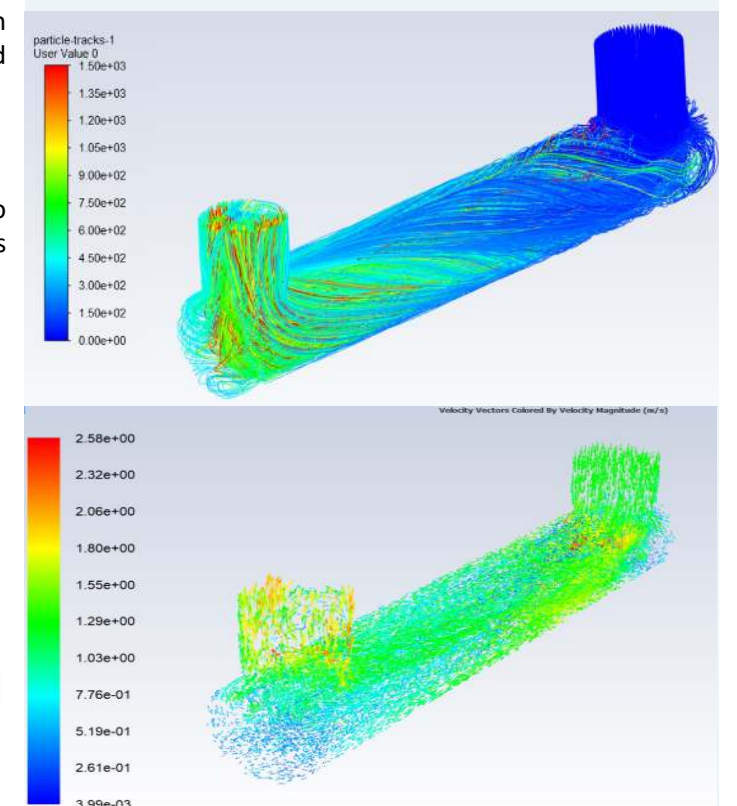 particle-tracks-1
User Value 0
1.50e+03
1.35e+03
1.20e+03
1.05e+03
9.00e+02
7.50e+02
6.00e+02
4.50e+02
3.00e+02
1.50e+02
0.00e+00
Velocity Vectors Colored By Velocity Magnitude (m/s)
2.58e+00
2.32e+00
2.06e+00
1.80e+00
1.55e+00
1.29e+00
1.03e+00
7.76e-01
5.19e-01
2.61e-01
3.99e-03